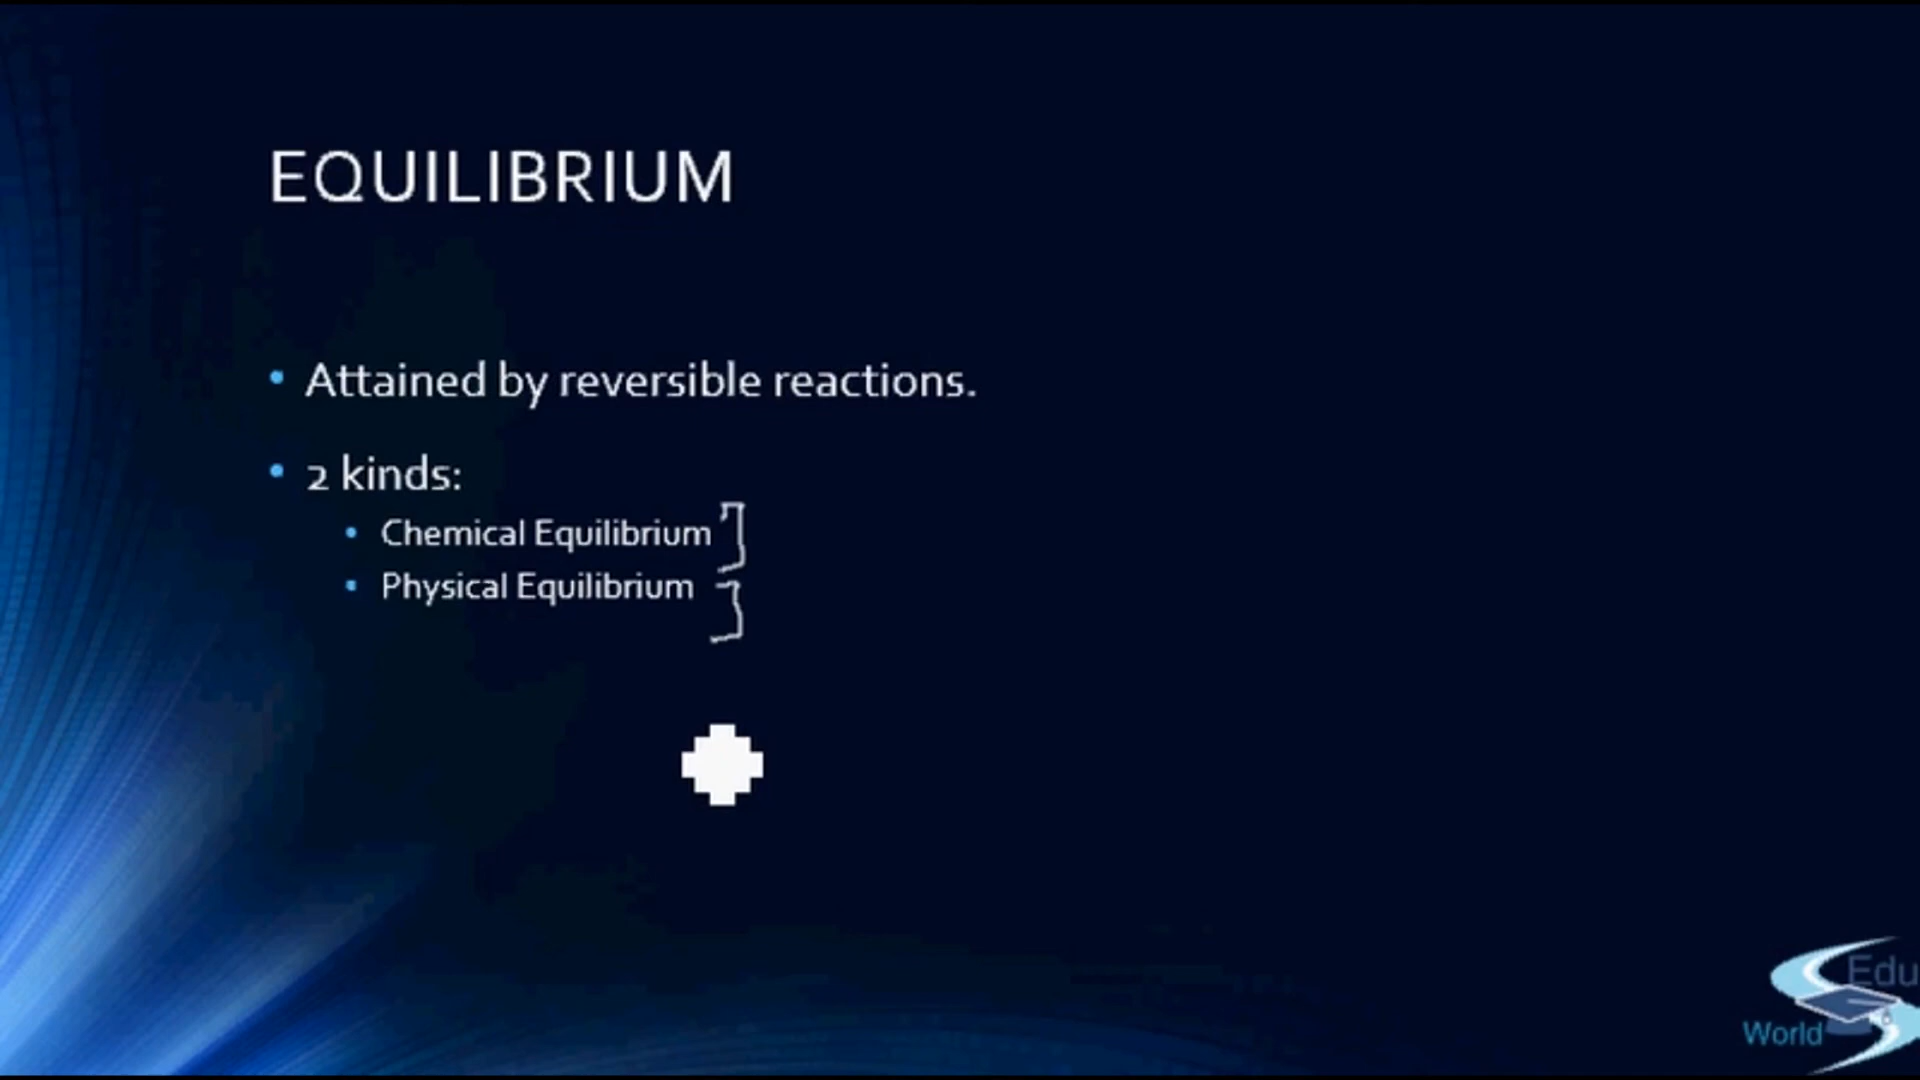 EQUILIBRIUM
• Attained by reversible reactions.
• 2 kinds:
• Chemical Equilibrium
• Physical Equilibrium
Edu
World